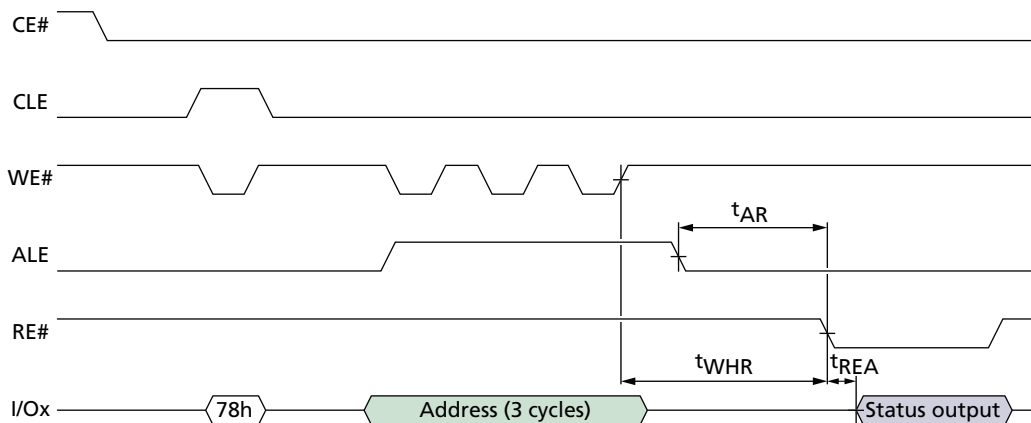 CE#
CLE
WE#
tAR
ALE
RE#
tWHR
tREA
I/Ox
78h
Address (3 cycles)
Status output